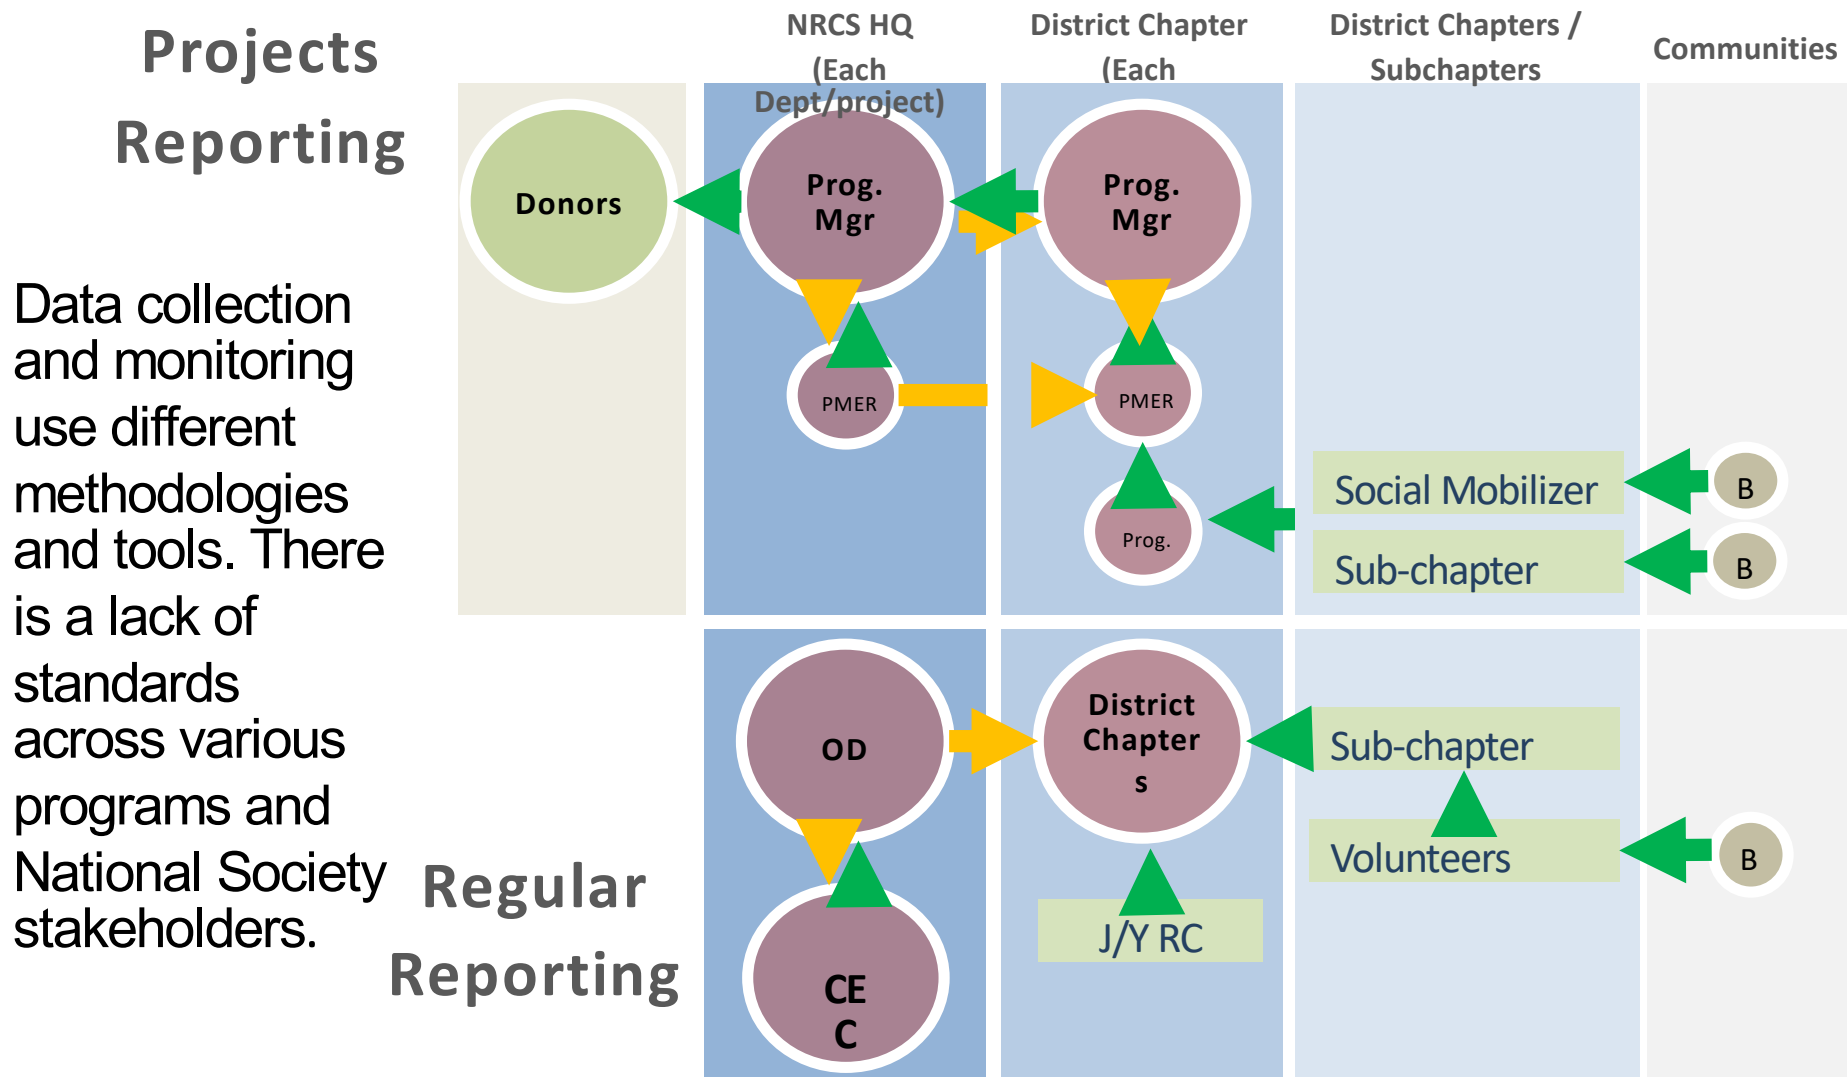 Projects
Reporting
NRCS HQ
(Each
Dept/project)
District Chapter
(Each
District Chapters /
Subchapters
Communities
Donors
Prog.
Mgr
Prog.
Mgr
PMER
PMER
Prog.
Social Mobilizer
B
Sub-chapter
B
Data collection
and monitoring
use different
methodologies
and tools. There
is a lack of
standards
across various
programs and
National Society
stakeholders.
Regular
Reporting
OD
District
Chapter
s
Sub-chapter
Volunteers
B
J/Y RC
CE
C